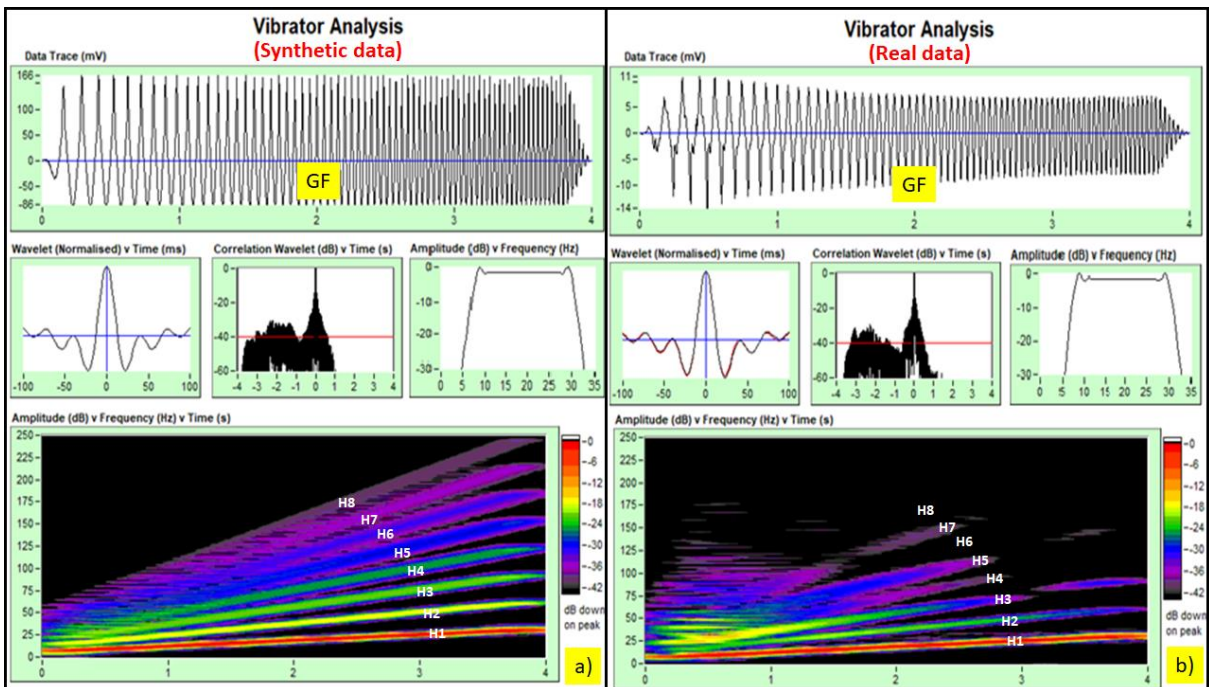 Vibrator Analysis
(Synthetic data)
Data Trace (mV)
166
100
50
0
-50
-86
0 1 2 3 4
GF
Wavelet (Normalised) v Time (ms)
-100 -50 0 50 100
Correlation Wavelet (dB) v Time (s)
0
-20
-40
-60
-4 -3 -2 -1 0 1 2 3 4
Amplitude (dB) v Frequency (Hz)
0
-10
-20
-30
0 5 10 15 20 25 30 35
Amplitude (dB) v Frequency (Hz) v Time (s)
250
225
200
175
150
125
100
75
50
25
0
0 1 2 3 4
H8
H7
H6
H5
H4
H3
H2
H1
-0
-6
-12
-18
-24
-30
-36
-42
dB down
on peak
a)
Vibrator Analysis
(Real data)
Data Trace (mV)
11
5
0
-5
-10
-14
0 1 2 3 4
GF
Wavelet (Normalised) v Time (ms)
-100 -50 0 50 100
Correlation Wavelet (dB) v Time (s)
0
-20
-40
-60
-4 -3 -2 -1 0 1 2 3 4
Amplitude (dB) v Frequency (Hz)
0
-10
-20
-30
0 5 10 15 20 25 30 35
Amplitude (dB) v Frequency (Hz) v Time (s)
250
225
200
175
150
125
100
75
50
25
0
0 1 2 3 4
H8
H7
H6
H5
H4
H3
H2
H1
-0
-6
-12
-18
-24
-30
-36
-42
dB down
on peak
b)